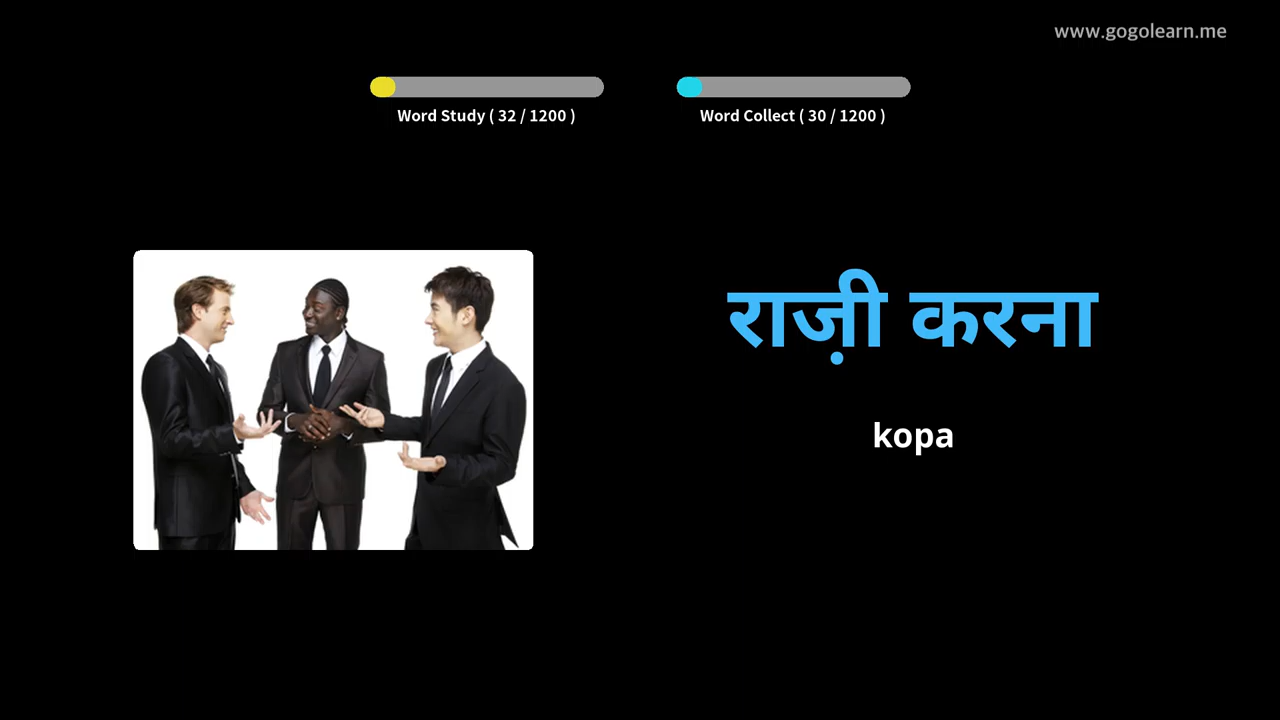 www.gogolearn.me
Word Study ( 32 / 1200 )
Word Collect ( 30 / 1200 )
राज़ी करना
kopa